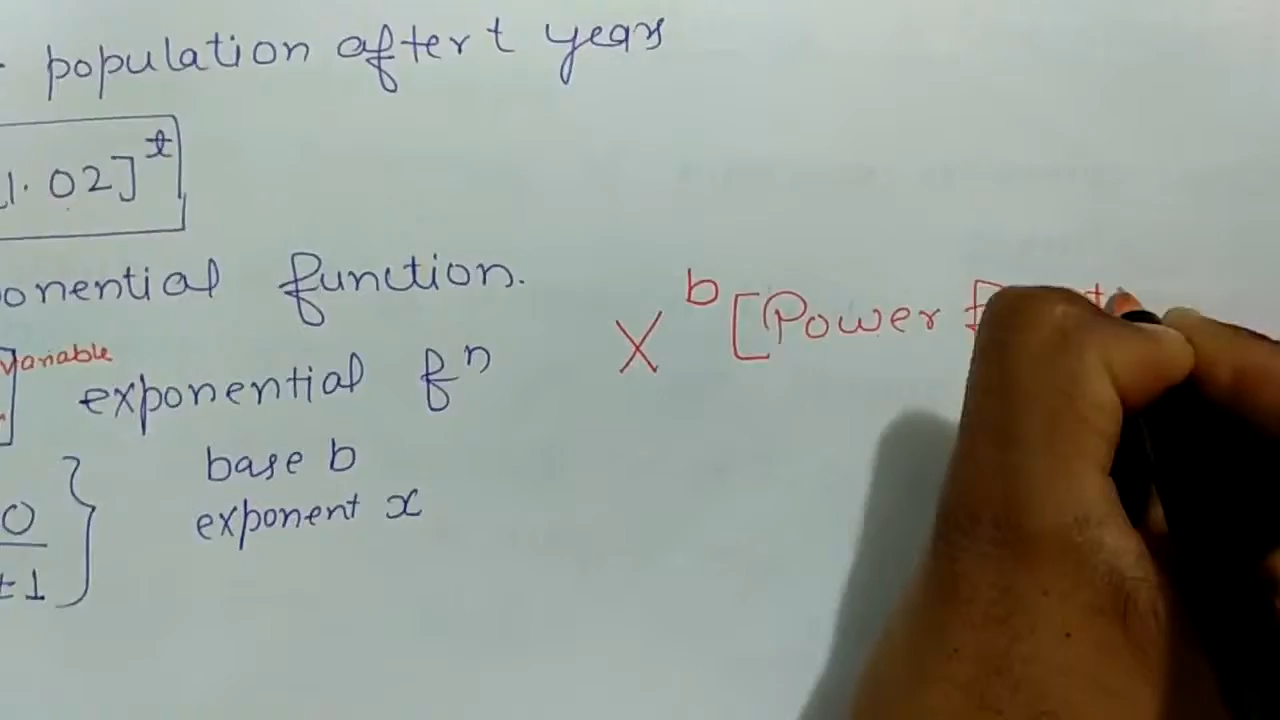 population after t years
1.02]^t
onential function.
variable
exponential f^n
x^b [Power
base b
exponent x
0
1